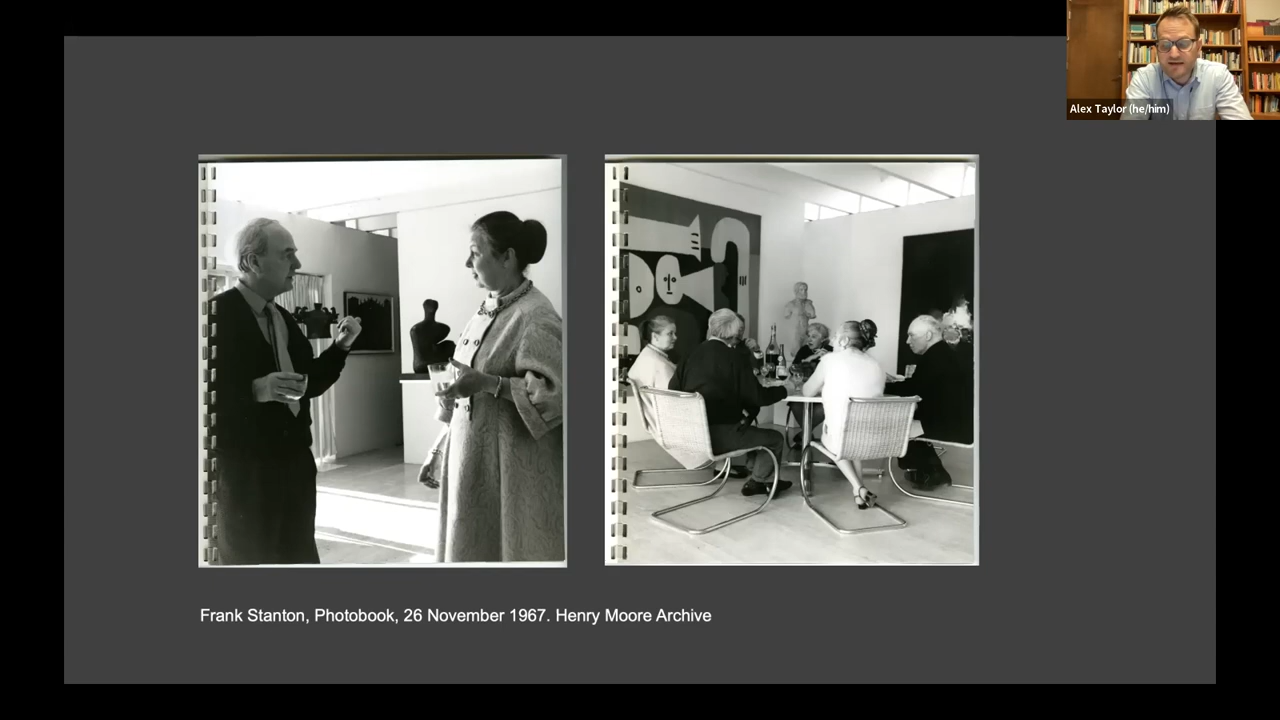 Alex Taylor (he/him)
Frank Stanton, Photobook, 26 November 1967. Henry Moore Archive